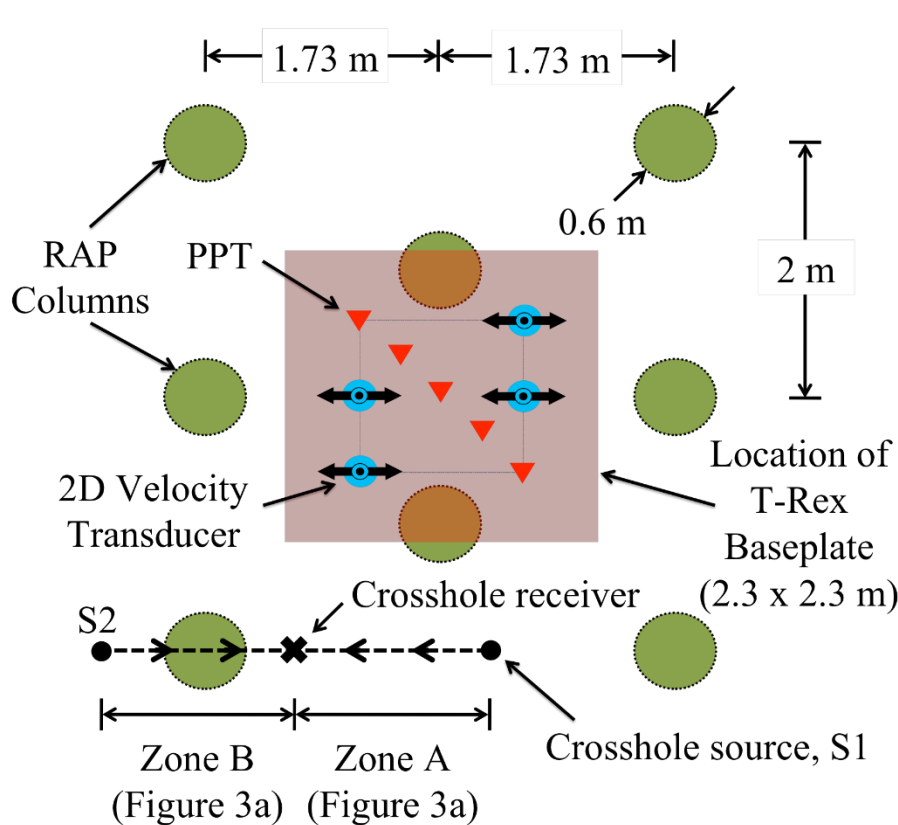 1.73 m
1.73 m
0.6 m
2 m
RAP
Columns
PPT
2D Velocity
Transducer
Location of
T-Rex
Baseplate
(2.3 x 2.3 m)
Crosshole receiver
S2
Crosshole source, S1
Zone B
(Figure 3a)
Zone A
(Figure 3a)